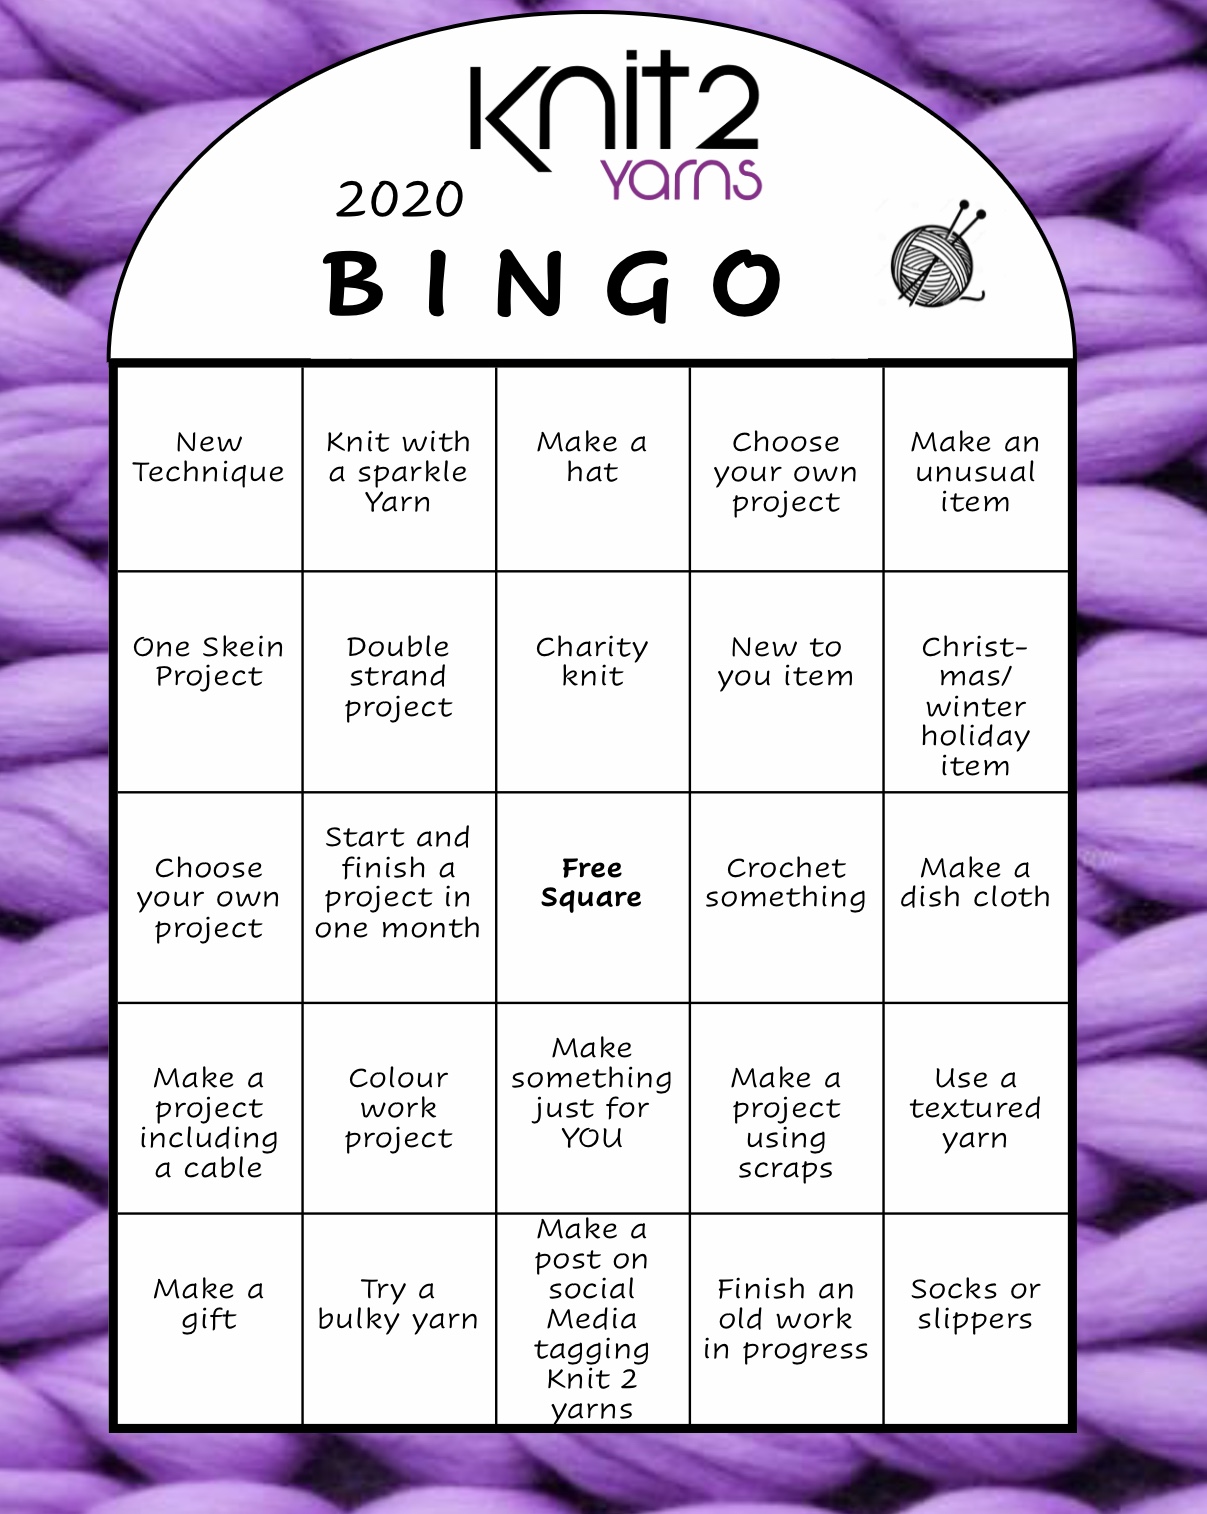 Knit2
yarns
2020
BINGO
New
Technique
Knit with
a sparkle
Yarn
Make a
hat
Choose
your own
project
Make an
unusual
item
One Skein
Project
Double
strand
project
Charity
knit
New to
you item
Christ-
mas/
winter
holiday
item
Choose
your own
project
Start and
finish a
project in
one month
Free
Square
Crochet
something
Make a
dish cloth
Make a
project
including
a cable
Colour
work
project
Make
something
just for
YOU
Make a
project
using
scraps
Use a
textured
yarn
Make a
gift
Try a
bulky yarn
Make a
post on
social
Media
tagging
Knit 2
yarns
Finish an
old work
in progress
Socks or
slippers